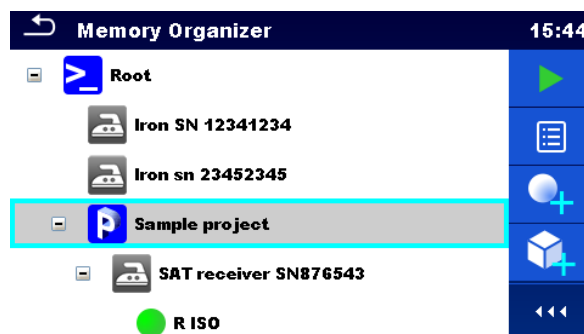 Memory Organizer 15:44
Root
Iron SN 12341234
Iron sn 23452345
Sample project
SAT receiver SN876543
R ISO